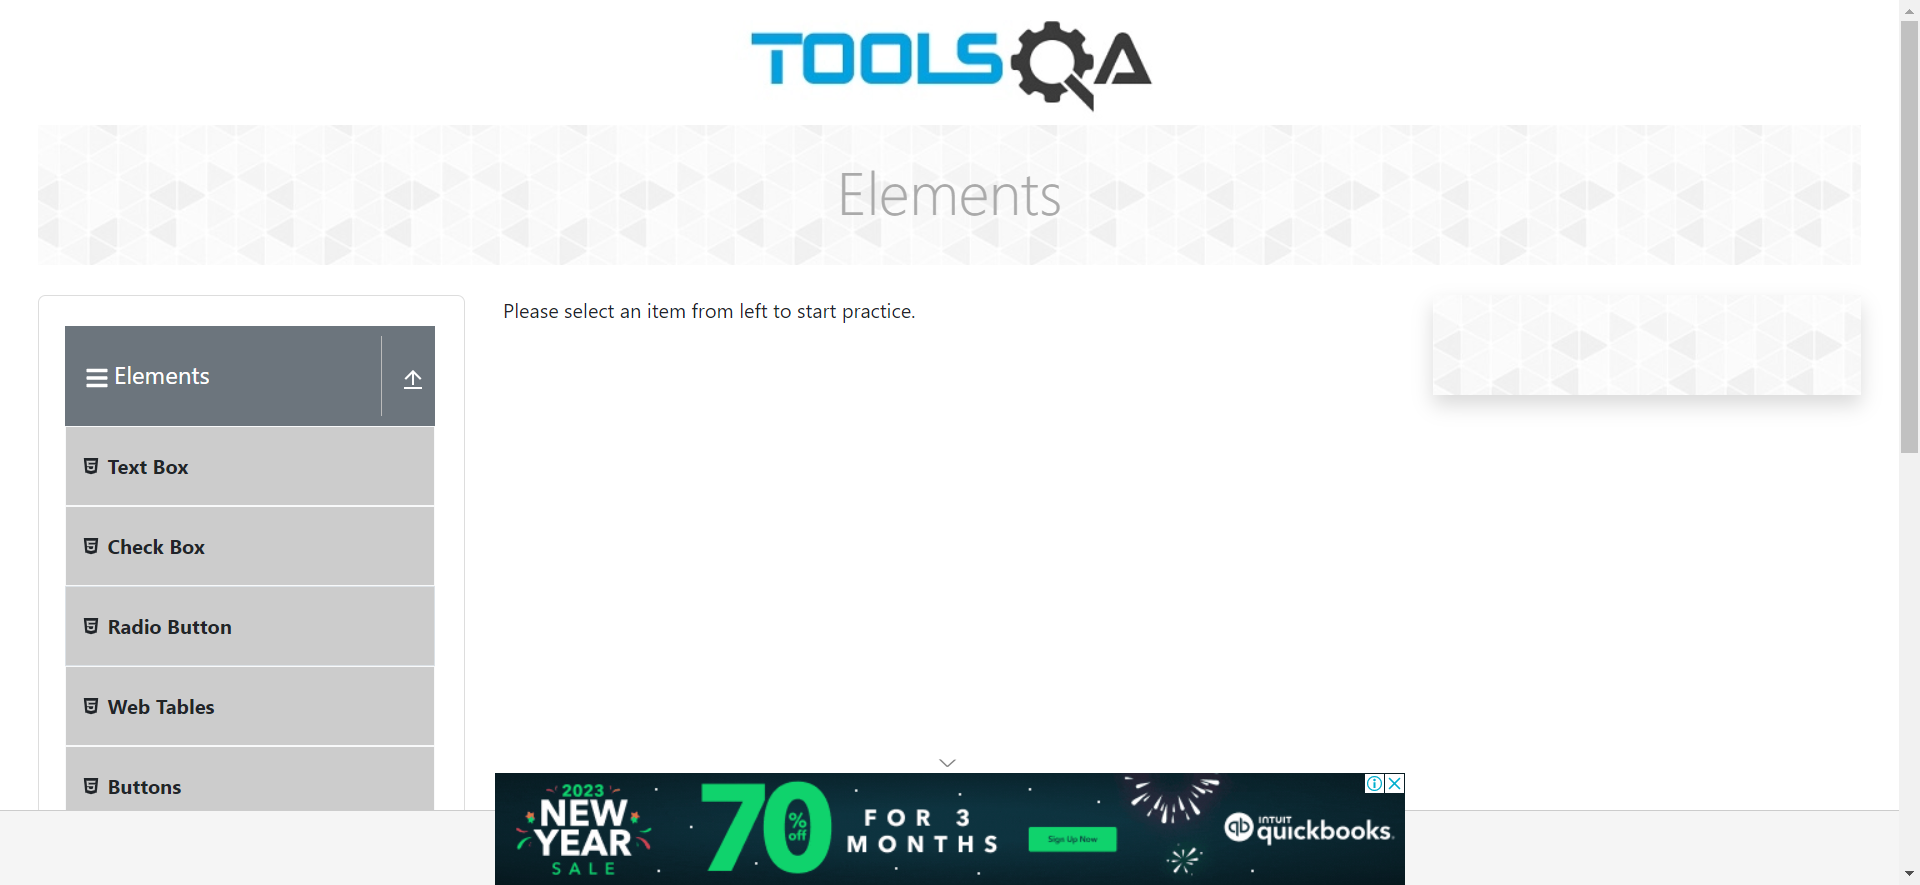 TOOLSQA
Elements
Elements
Please select an item from left to start practice.
Text Box
Check Box
Radio Button
Web Tables
Buttons
2023
NEW
YEAR
SALE
70% off
FOR 3
MONTHS
Sign Up Now
INTUIT
quickbooks.